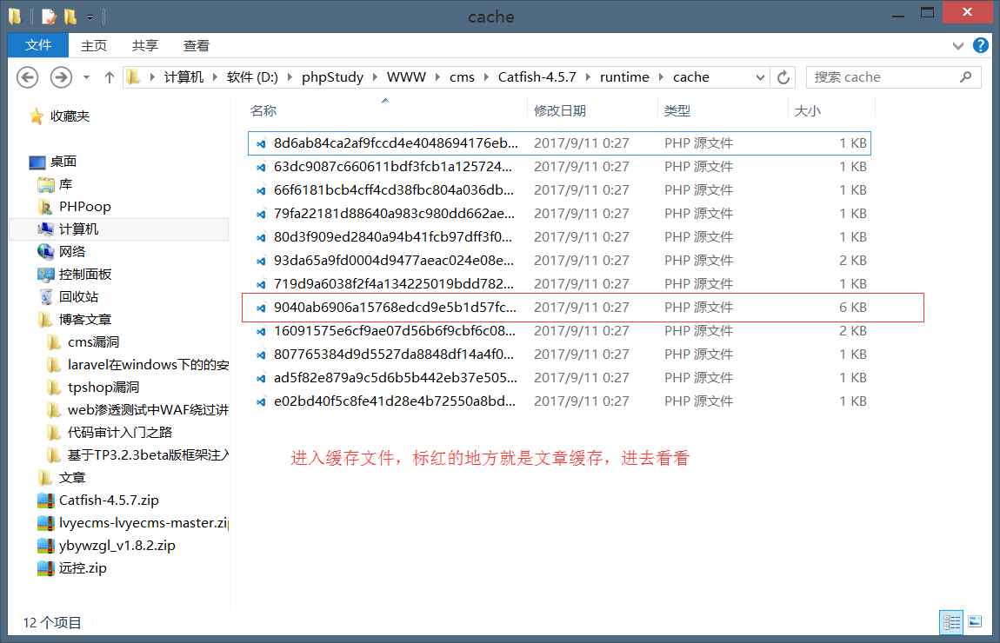 cache
文件 主页 共享 查看
计算机 软件 (D:) phpStudy WWW cms Catfish-4.5.7 runtime cache 搜索 cache
收藏夹
桌面
库
PHPoop
计算机
网络
控制面板
回收站
博客文章
cms漏洞
laravel在windows下的的安
tpshop漏洞
web渗透测试中WAF绕过讲
代码审计入门之路
基于TP3.2.3beta版框架注入
文章
Catfish-4.5.7.zip
lvyecms-lvyecms-master.zip
ybywzgl_v1.8.2.zip
远控.zip
名称 修改日期 类型 大小
8d6ab84ca2af9fccd4e4048694176eb... 2017/9/11 0:27 PHP 源文件 1 KB
63dc9087c660611bdf3fcb1a125724... 2017/9/11 0:27 PHP 源文件 1 KB
66f6181bcb4cff4cd38fbc804a036db... 2017/9/11 0:27 PHP 源文件 1 KB
79fa22181d88640a983c980dd662ae... 2017/9/11 0:27 PHP 源文件 1 KB
80d3f909ed2840a94b41fcb97dff3f0... 2017/9/11 0:27 PHP 源文件 1 KB
93da65a9fd0004d9477aeac024e08e... 2017/9/11 0:27 PHP 源文件 2 KB
719d9a6038f2f4a134225019bdd782... 2017/9/11 0:27 PHP 源文件 1 KB
9040ab6906a15768edcd9e5b1d57fc... 2017/9/11 0:27 PHP 源文件 6 KB
16091575e6cf9ae07d56b6f9cbf6c08... 2017/9/11 0:27 PHP 源文件 2 KB
807765384d9d5527da8848df14a4f0... 2017/9/11 0:27 PHP 源文件 1 KB
ad5f82e879a9c5d6b5b442eb37e505... 2017/9/11 0:27 PHP 源文件 1 KB
e02bd40f5c8fe41d28e4b72550a8bd... 2017/9/11 0:27 PHP 源文件 1 KB
进入缓存文件，标红的地方就是文章缓存，进去看看
12 个项目